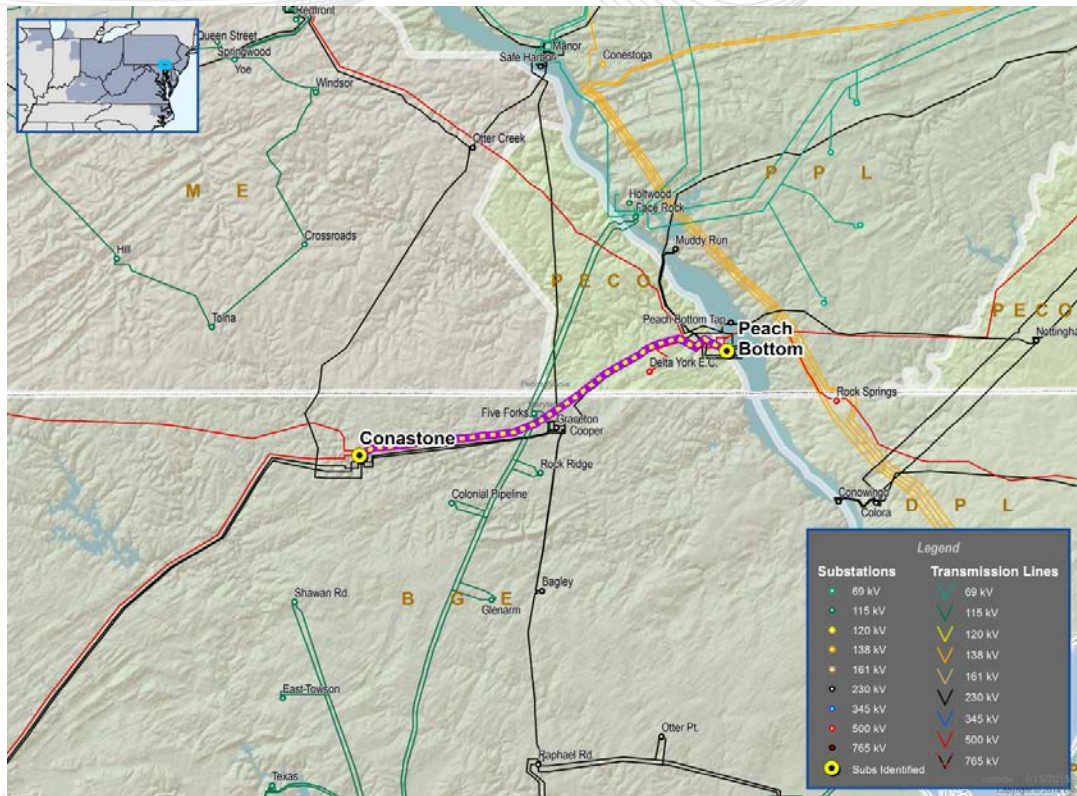 Redfront
Queen Street
Springwood
Yoe
Windsor
Manor
Safe Harbor
Conestoga
Otter Creek
M E
P P L
Holtwood
Face Rock
Crossroads
Hill
Muddy Run
P E C O
Tolna
Peach Bottom Tap
Peach
Bottom
P E C O
Delta York E.C.
Rock Springs
Five Forks
Graceton
Cooper
Conastone
Rock Ridge
Colonial Pipeline
Conowingo
Colora
D P L
Bagley
Shawan Rd.
B G E
Glenarm
East-Towson
Otter Pt.
Raphael Rd.
Texas
Legend
Substations Transmission Lines
69 kV 69 kV
115 kV 115 kV
120 kV 120 kV
138 kV 138 kV
161 kV 161 kV
230 kV 230 kV
345 kV 345 kV
500 kV 500 kV
765 kV 765 kV
Subs Identified